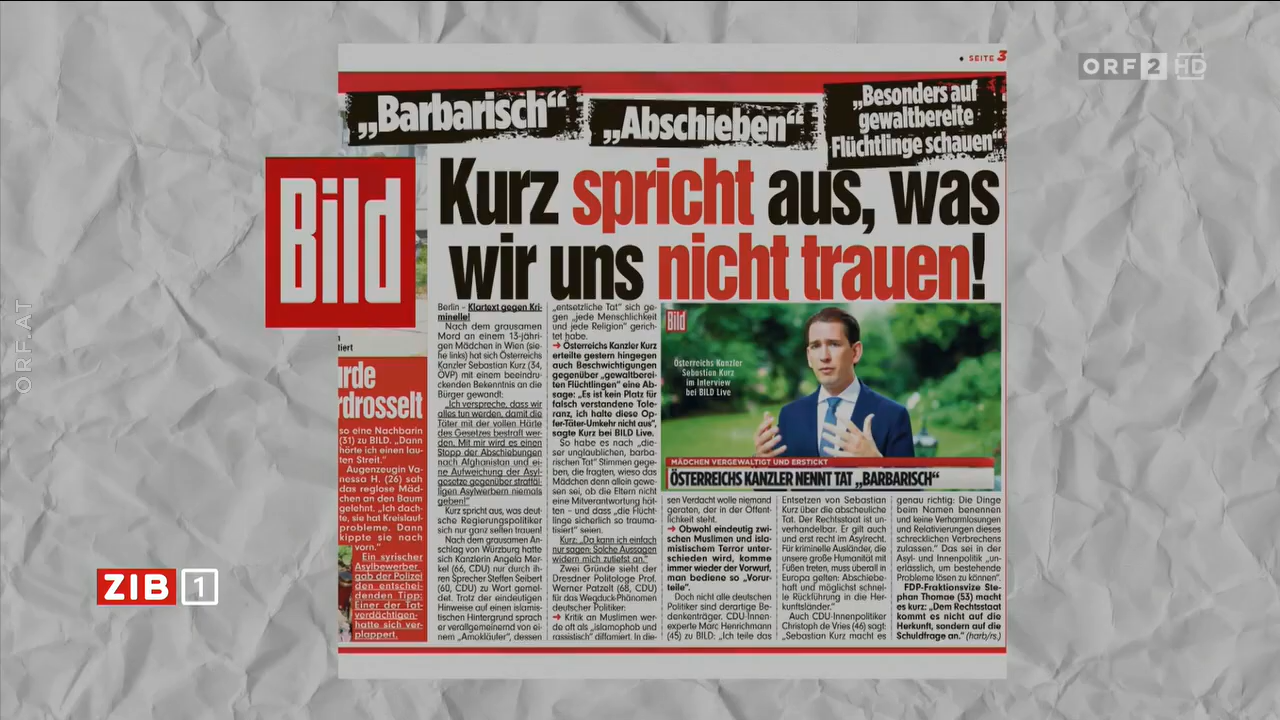 SEITE 3
ORF 2 HD
„Barbarisch“
„Abschieben“
„Besonders auf
gewaltbereite
Flüchtlinge schauen“
Bild
Kurz spricht aus, was
wir uns nicht trauen!
ORF.AT
tiert
urde
rdrosselt
so eine Nachbarin
(31) zu BILD. „Dann
hörte ich einen lau-
ten Streit.“
Augenzeugin Va-
nessa H. (26) sah
das reglose Mäd-
chen an den Baum
gelehnt. „Ich dach-
te, sie hat Kreislauf-
probleme. Dann
kippte sie nach
vorn.“
Ein syrischer
Asylbewerber
gab der Polizei
den entschei-
denden Tipp:
Einer der Tat-
verdächtigen
hatte sich ver-
plappert.
Berlin – Klartext gegen Kri-
minelle!
Nach dem grausamen
Mord an einem 13-jähri-
gen Mädchen in Wien (sie-
he links) hat sich Österreichs
Kanzler Sebastian Kurz (34,
ÖVP) mit einem beein-
druckenden Bekenntnis an die
Bürger gewandt:
„Ich verspreche, dass wir
alles tun werden, damit die
Täter mit der vollen Härte
des Gesetzes bestraft wer-
den. Mit mir wird es einen
Stopp der Abschiebungen
nach Afghanistan und ei-
ne Aufweichung der Asyl-
gesetze gegenüber straffäl-
ligen Asylwerbern niemals
geben!“
Kurz spricht aus, was deut-
sche Regierungspolitiker
sich nur ganz selten trauen!
Nach dem grausamen An-
schlag von Würzburg hatte
sich Kanzlerin Angela Mer-
kel (66, CDU) nur durch ih-
ren Sprecher Steffen Seibert
(60, CDU) zu Wort gemel-
det. Trotz der eindeutigen
Hinweise auf einen islamis-
tischen Hintergrund sprach
er verallgemeinernd von ei-
nem „Amokläufer“, dessen
„entsetzliche Tat“ sich ge-
gen „jede Menschlichkeit
und jede Religion“ gerich-
tet habe.
➔ Österreichs Kanzler Kurz
erteilte gestern hingegen
auch Beschwichtigungen
gegenüber „gewaltberei-
ten Flüchtlingen“ eine Ab-
sage: „Es ist kein Platz für
falsch verstandene Tole-
ranz, ich halte diese Op-
fer-Täter-Umkehr nicht aus“,
sagte Kurz bei BILD Live.
So habe es nach „die-
ser unglaublichen, barba-
rischen Tat“ Stimmen gege-
ben, die fragten, wieso das
Mädchen denn allein gewe-
sen sei, ob die Eltern nicht
eine Mitverantwortung hät-
ten – und dass „die Flücht-
linge sicherlich so trauma-
tisiert“ seien.
Kurz: „Da kann ich einfach
nur sagen: Solche Aussagen
widern mich zutiefst an.“
Zwei Gründe sieht der
Dresdner Politologe Prof.
Werner Patzelt (68, CDU)
für das Wegduck-Phänomen
deutscher Politiker:
➔ Kritik an Muslimen wer-
de oft als „islamophob und
rassistisch“ diffamiert. In die-
Bild
Österreichs Kanzler
Sebastian Kurz
im Interview
bei BILD Live
MÄDCHEN VERGEWALTIGT UND ERSTICKT
ÖSTERREICHS KANZLER NENNT TAT „BARBARISCH“
sen Verdacht wolle niemand
geraten, der in der Öffent-
lichkeit steht.
➔ Obwohl eindeutig zwi-
schen Muslimen und isla-
mistischem Terror unter-
schieden wird, komme
immer wieder der Vorwurf,
man bediene so „Vorur-
teile“.
Doch nicht alle deutschen
Politiker sind derartige Be-
denkenträger. CDU-Innen-
experte Marc Henrichmann
(45) zu BILD: „Ich teile das
Entsetzen von Sebastian
Kurz über die abscheuliche
Tat. Der Rechtsstaat ist un-
verhandelbar. Er gilt auch
und erst recht im Asylrecht.
Für kriminelle Ausländer, die
unsere große Humanität mit
Füßen treten, muss überall in
Europa gelten: Abschiebe-
haft und möglichst schnel-
le Rückführung in die Her-
kunftsländer.“
Auch CDU-Innenpolitiker
Christoph de Vries (46) sagt:
„Sebastian Kurz macht es
genau richtig: Die Dinge
beim Namen benennen
und keine Verharmlosungen
und Relativierungen dieses
schrecklichen Verbrechens
zulassen.“ Das sei in der
Asyl- und Innenpolitik „un-
erlässlich, um bestehende
Probleme lösen zu können“.
FDP-Fraktionsvize Ste-
phan Thomae (53) macht
es kurz: „Dem Rechtsstaat
kommt es nicht auf die
Herkunft, sondern auf die
Schuldfrage an.“ (harb/rs.)
ZIB 1